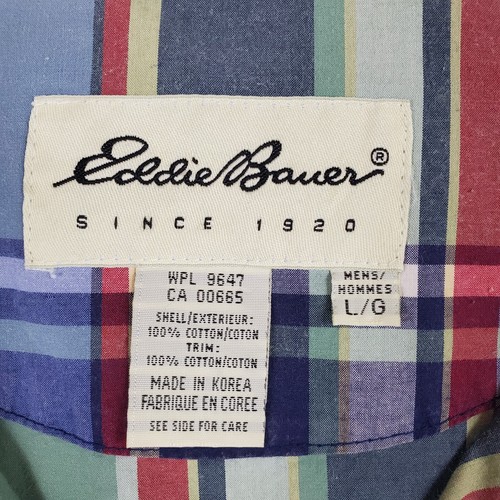 Eddie Bauer®
SINCE 1920
WPL 9647
CA 00665
SHELL/EXTERIEUR:
100% COTTON/COTON
TRIM:
100% COTTON/COTON
MADE IN KOREA
FABRIQUE EN COREE
SEE SIDE FOR CARE
MENS/
HOMMES
L/G